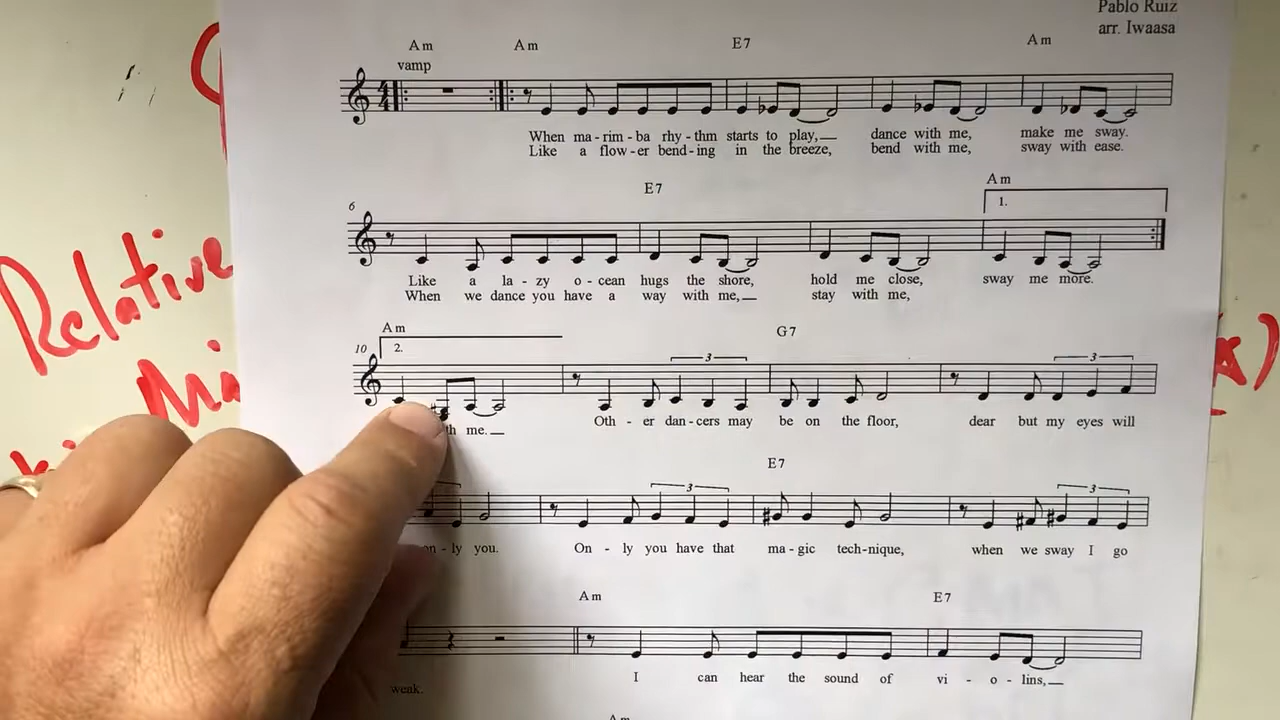 Pablo Ruiz
arr. Iwaasa
Am Am E7 Am
vamp
When ma - rim - ba rhy - thm starts to play, dance with me, make me sway.
Like a flow - er bend - ing in the breeze, bend with me, sway with ease.
E7 Am
6 1.
Like a la - zy o - cean hugs the shore, hold me close, sway me more.
When we dance you have a way with me, stay with me,
Am G7
10 2. 3 3
me. Oth - er dan - cers may be on the floor, dear but my eyes will
E7
3 3
on - ly you. On - ly you have that ma - gic tech - nique, when we sway I go
Am E7
weak. I can hear the sound of vi - o - lins,
Am
Relative